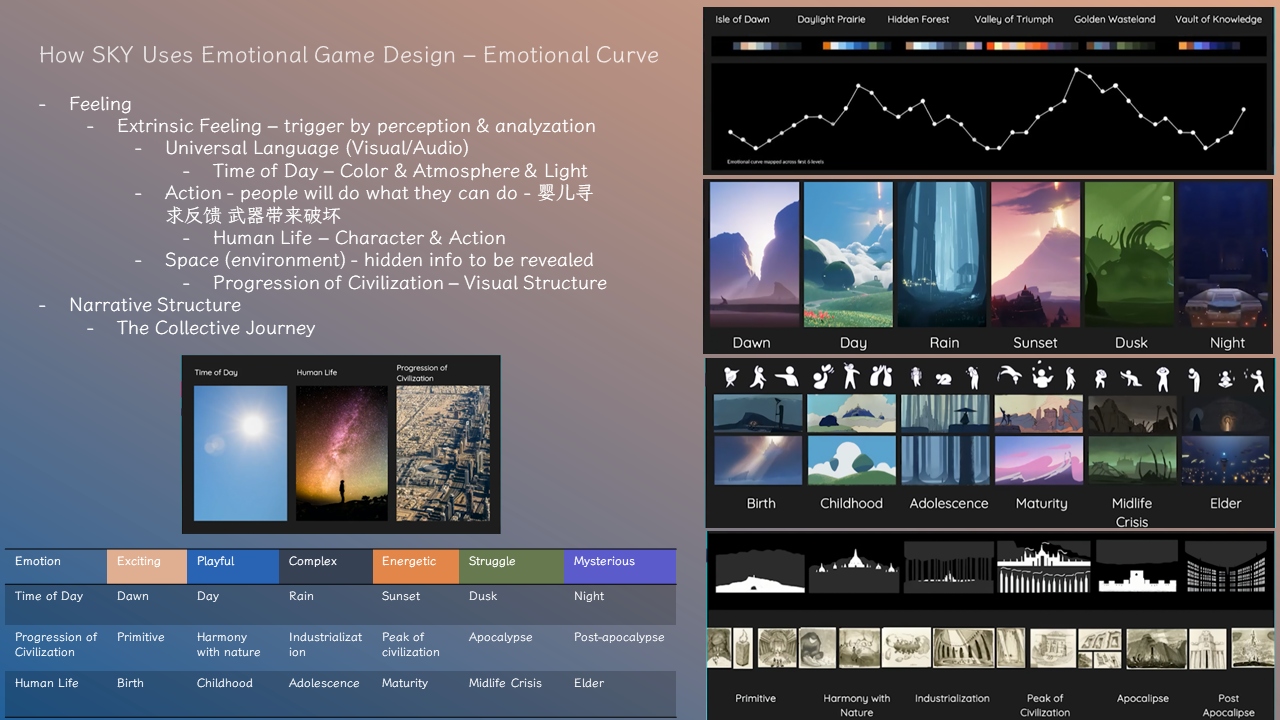 How SKY Uses Emotional Game Design – Emotional Curve
- Feeling
- Extrinsic Feeling – trigger by perception & analyzation
- Universal Language (Visual/Audio)
- Time of Day – Color & Atmosphere & Light
- Action - people will do what they can do - 婴儿寻
求反馈 武器带来破坏
- Human Life – Character & Action
- Space (environment) - hidden info to be revealed
- Progression of Civilization – Visual Structure
- Narrative Structure
- The Collective Journey
Time of Day Human Life Progression of
Civilization
Emotion Exciting Playful Complex Energetic Struggle Mysterious
Time of Day Dawn Day Rain Sunset Dusk Night
Progression of Primitive Harmony Industrializat Peak of Apocalypse Post-apocalypse
Civilization with nature ion civilization
Human Life Birth Childhood Adolescence Maturity Midlife Crisis Elder
Isle of Dawn Daylight Prairie Hidden Forest Valley of Triumph Golden Wasteland Vault of Knowledge
Emotional curve mapped across first 6 levels
Dawn Day Rain Sunset Dusk Night
Birth Childhood Adolescence Maturity Midlife Elder
Crisis
Primitive Harmony with Industrialization Peak of Apocalipse Post
Nature Civilization Apocalipse